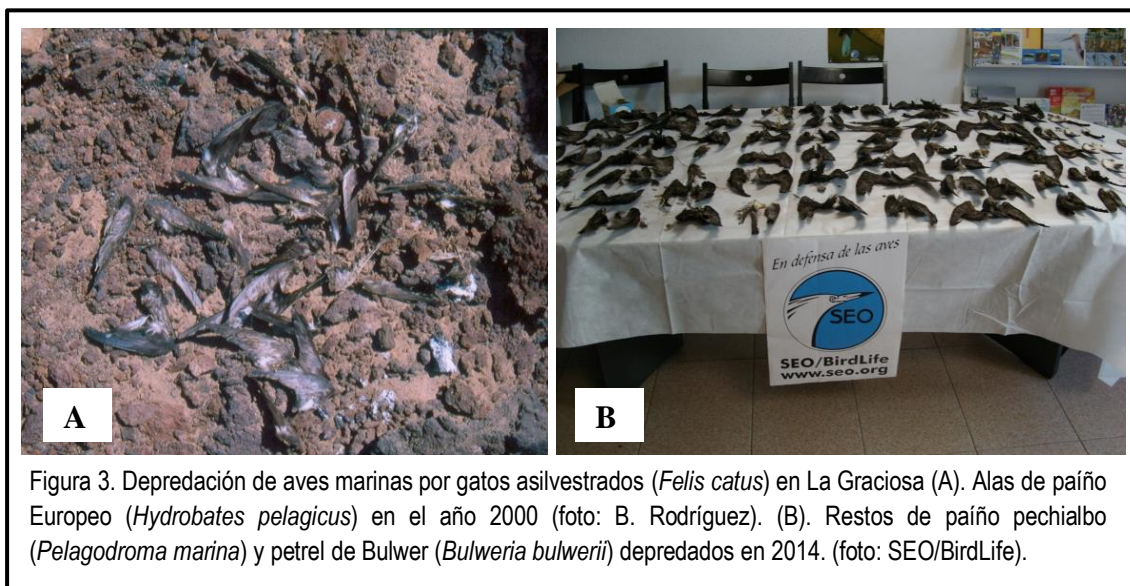 En defensa de las aves
SEO
SEO/BirdLife
www.seo.org
A
B
Figura 3. Depredación de aves marinas por gatos asilvestrados (Felis catus) en La Graciosa (A). Alas de paíño
Europeo (Hydrobates pelagicus) en el año 2000 (foto: B. Rodríguez). (B). Restos de paíño pechialbo
(Pelagodroma marina) y petrel de Bulwer (Bulweria bulwerii) depredados en 2014. (foto: SEO/BirdLife).